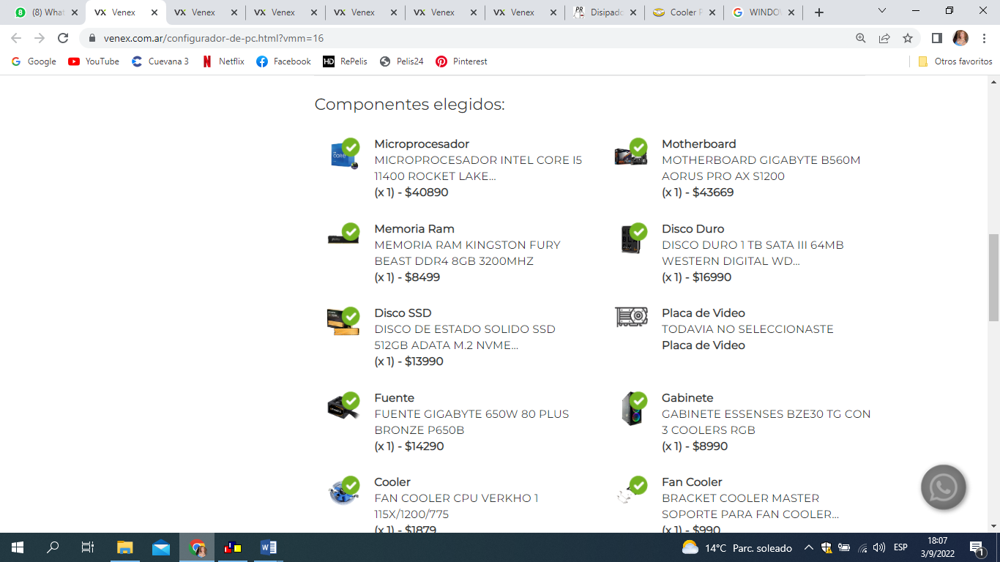 (8) What
Venex
Venex
Venex
Venex
Venex
Venex
Disipado
Cooler P
WINDO
venex.com.ar/configurador-de-pc.html?vmm=16
Google
YouTube
Cuevana 3
Netflix
Facebook
RePelis
Pelis24
Pinterest
Otros favoritos
Componentes elegidos:
Microprocesador
MICROPROCESADOR INTEL CORE I5
11400 ROCKET LAKE...
(x 1) - $40890
Motherboard
MOTHERBOARD GIGABYTE B560M
AORUS PRO AX S1200
(x 1) - $43669
Memoria Ram
MEMORIA RAM KINGSTON FURY
BEAST DDR4 8GB 3200MHZ
(x 1) - $8499
Disco Duro
DISCO DURO 1 TB SATA III 64MB
WESTERN DIGITAL WD...
(x 1) - $16990
Disco SSD
DISCO DE ESTADO SOLIDO SSD
512GB ADATA M.2 NVME...
(x 1) - $13990
Placa de Video
TODAVIA NO SELECCIONASTE
Placa de Video
Fuente
FUENTE GIGABYTE 650W 80 PLUS
BRONZE P650B
(x 1) - $14290
Gabinete
GABINETE ESSENSES BZE30 TG CON
3 COOLERS RGB
(x 1) - $8990
Cooler
FAN COOLER CPU VERKHO 1
115X/1200/775
(x 1) - $1879
Fan Cooler
BRACKET COOLER MASTER
SOPORTE PARA FAN COOLER...
(x 1) - $990
14°C Parc. soleado
ESP
18:07
3/9/2022
1